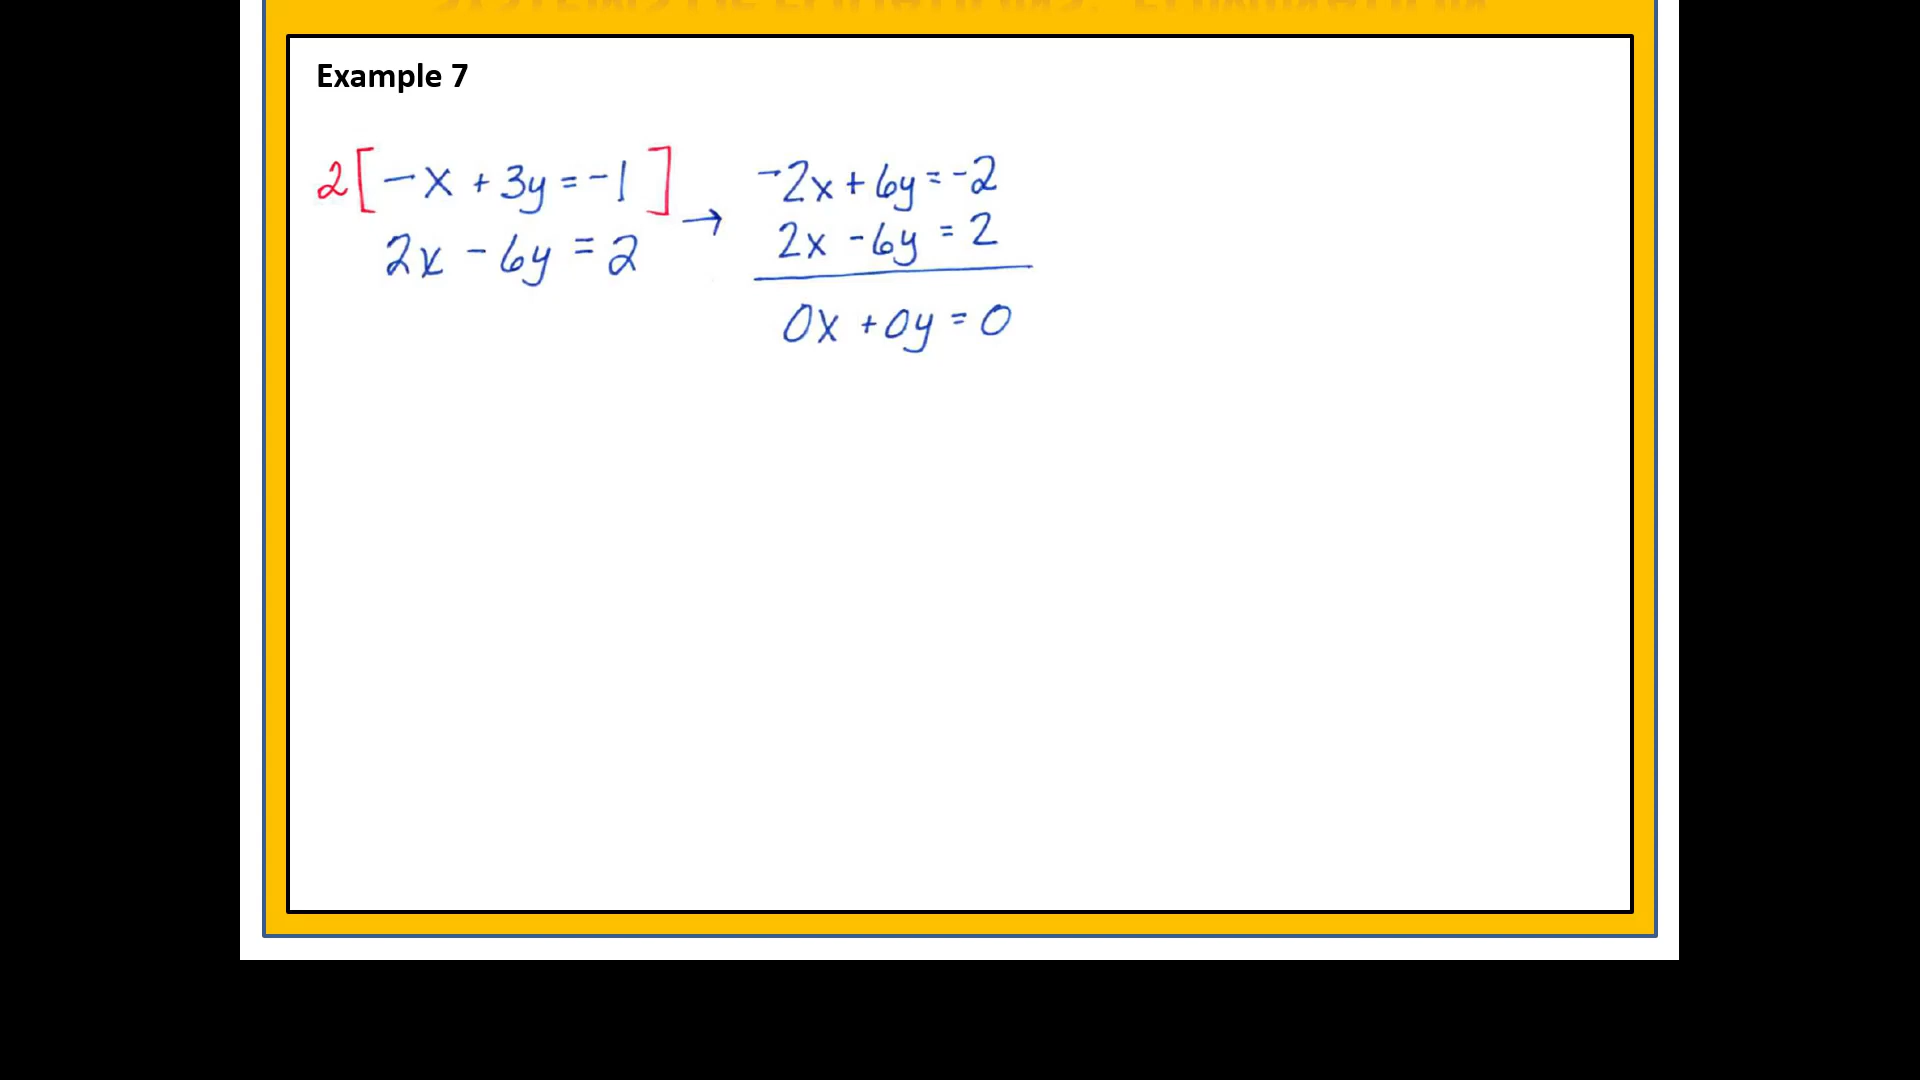 Example 7
2[ -x + 3y = -1 ] → -2x + 6y = -2
2x - 6y = 2 2x - 6y = 2
0x + 0y = 0